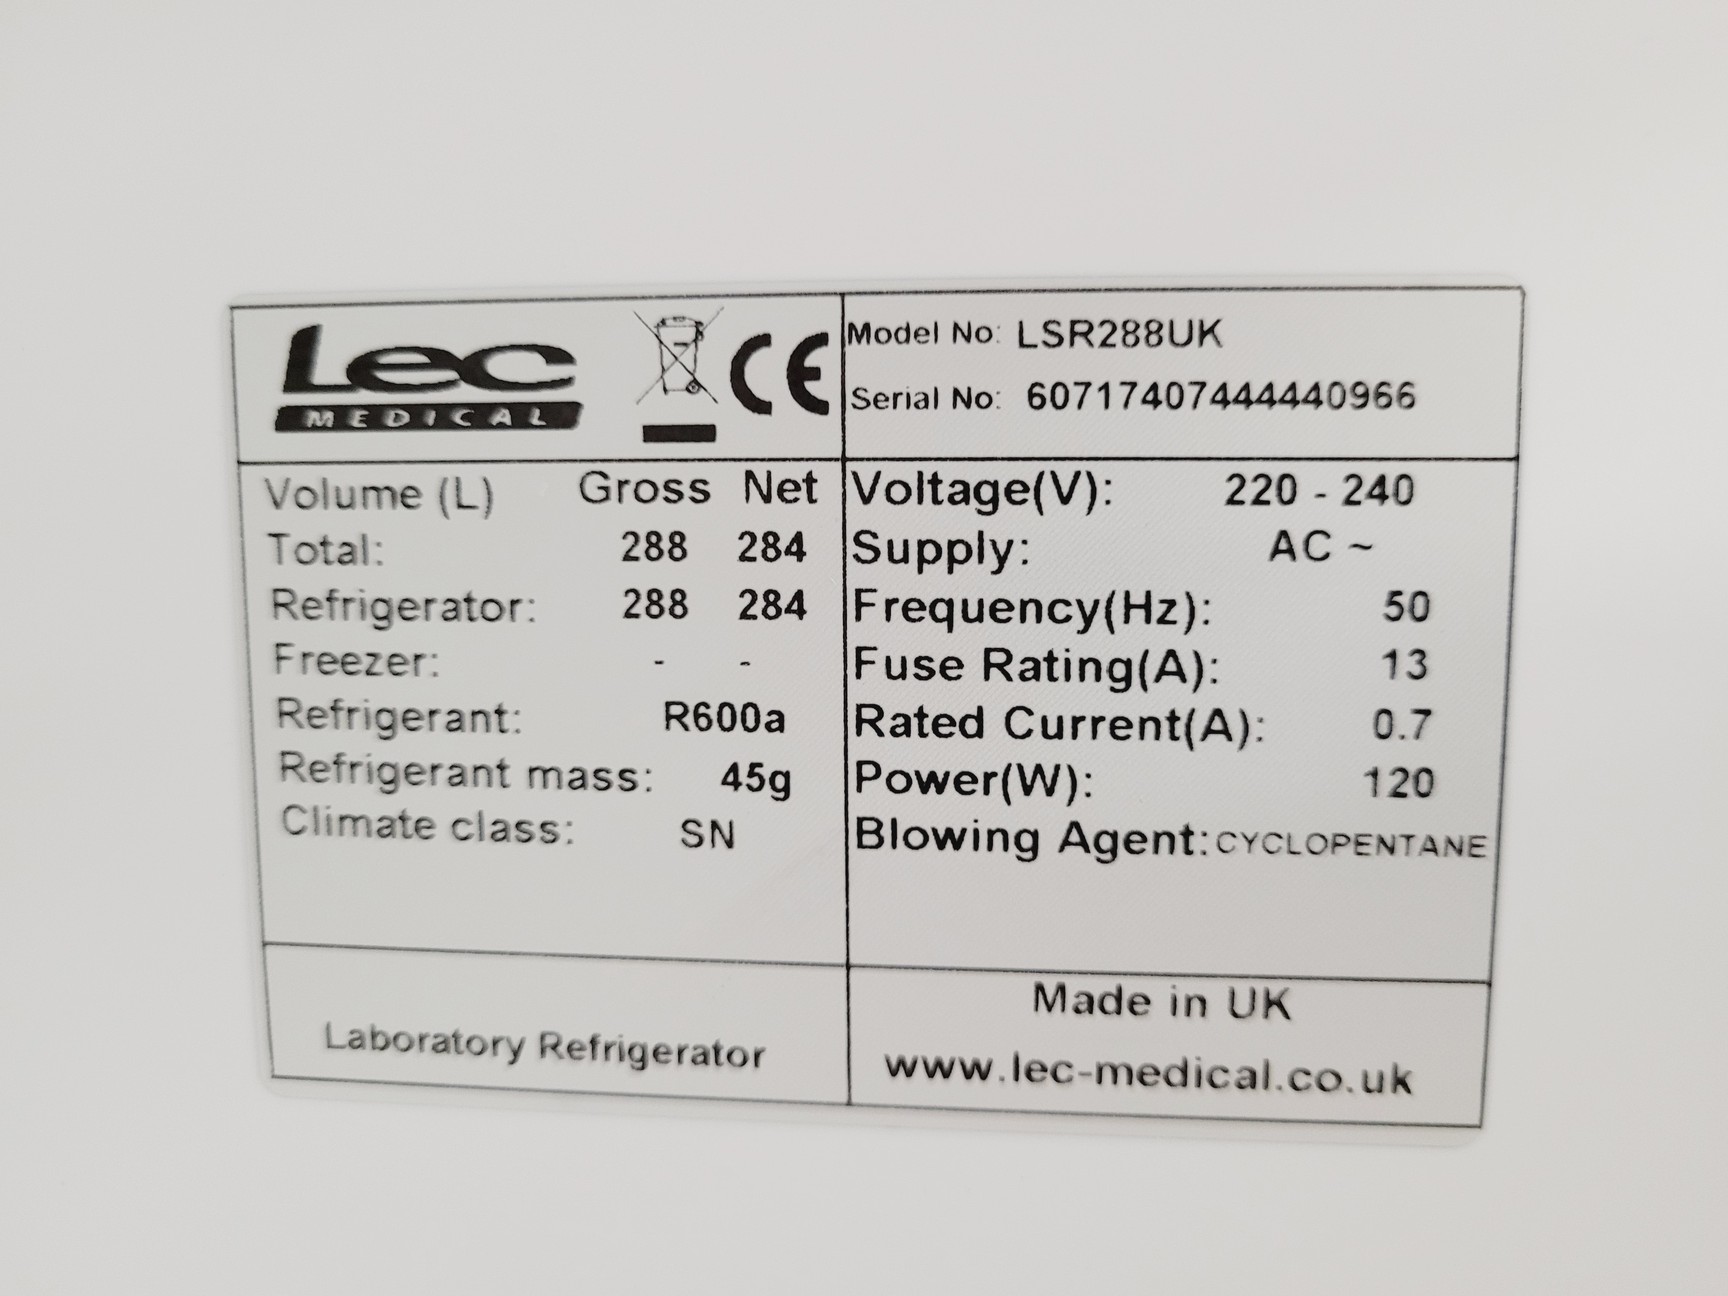 Lec
MEDICAL
CE
Model No: LSR288UK
Serial No: 60717407444440966
Volume (L) Gross Net
Total: 288 284
Refrigerator: 288 284
Freezer: - -
Refrigerant: R600a
Refrigerant mass: 45g
Climate class: SN
Voltage(V): 220 - 240
Supply: AC ~
Frequency(Hz): 50
Fuse Rating(A): 13
Rated Current(A): 0.7
Power(W): 120
Blowing Agent: CYCLOPENTANE
Laboratory Refrigerator
Made in UK
www.lec-medical.co.uk